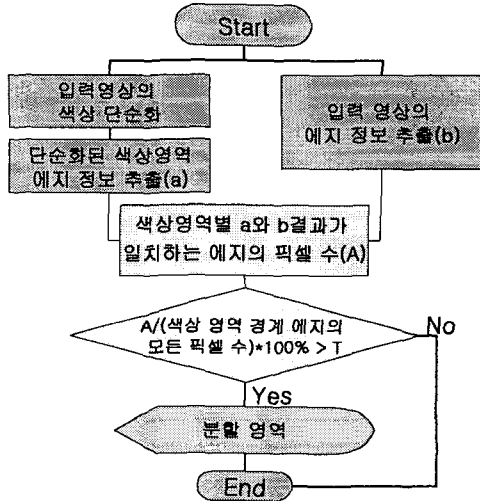 Start
입력영상의
색상 단순화
단순화된 색상영역
에지 정보 추출(a)
입력 영상의
에지 정보 추출(b)
색상영역별 a와 b결과가
일치하는 에지의 픽셀 수(A)
A/(색상 영역 경계 에지의
모든 픽셀 수)*100% > T
No
Yes
분할 영역
End